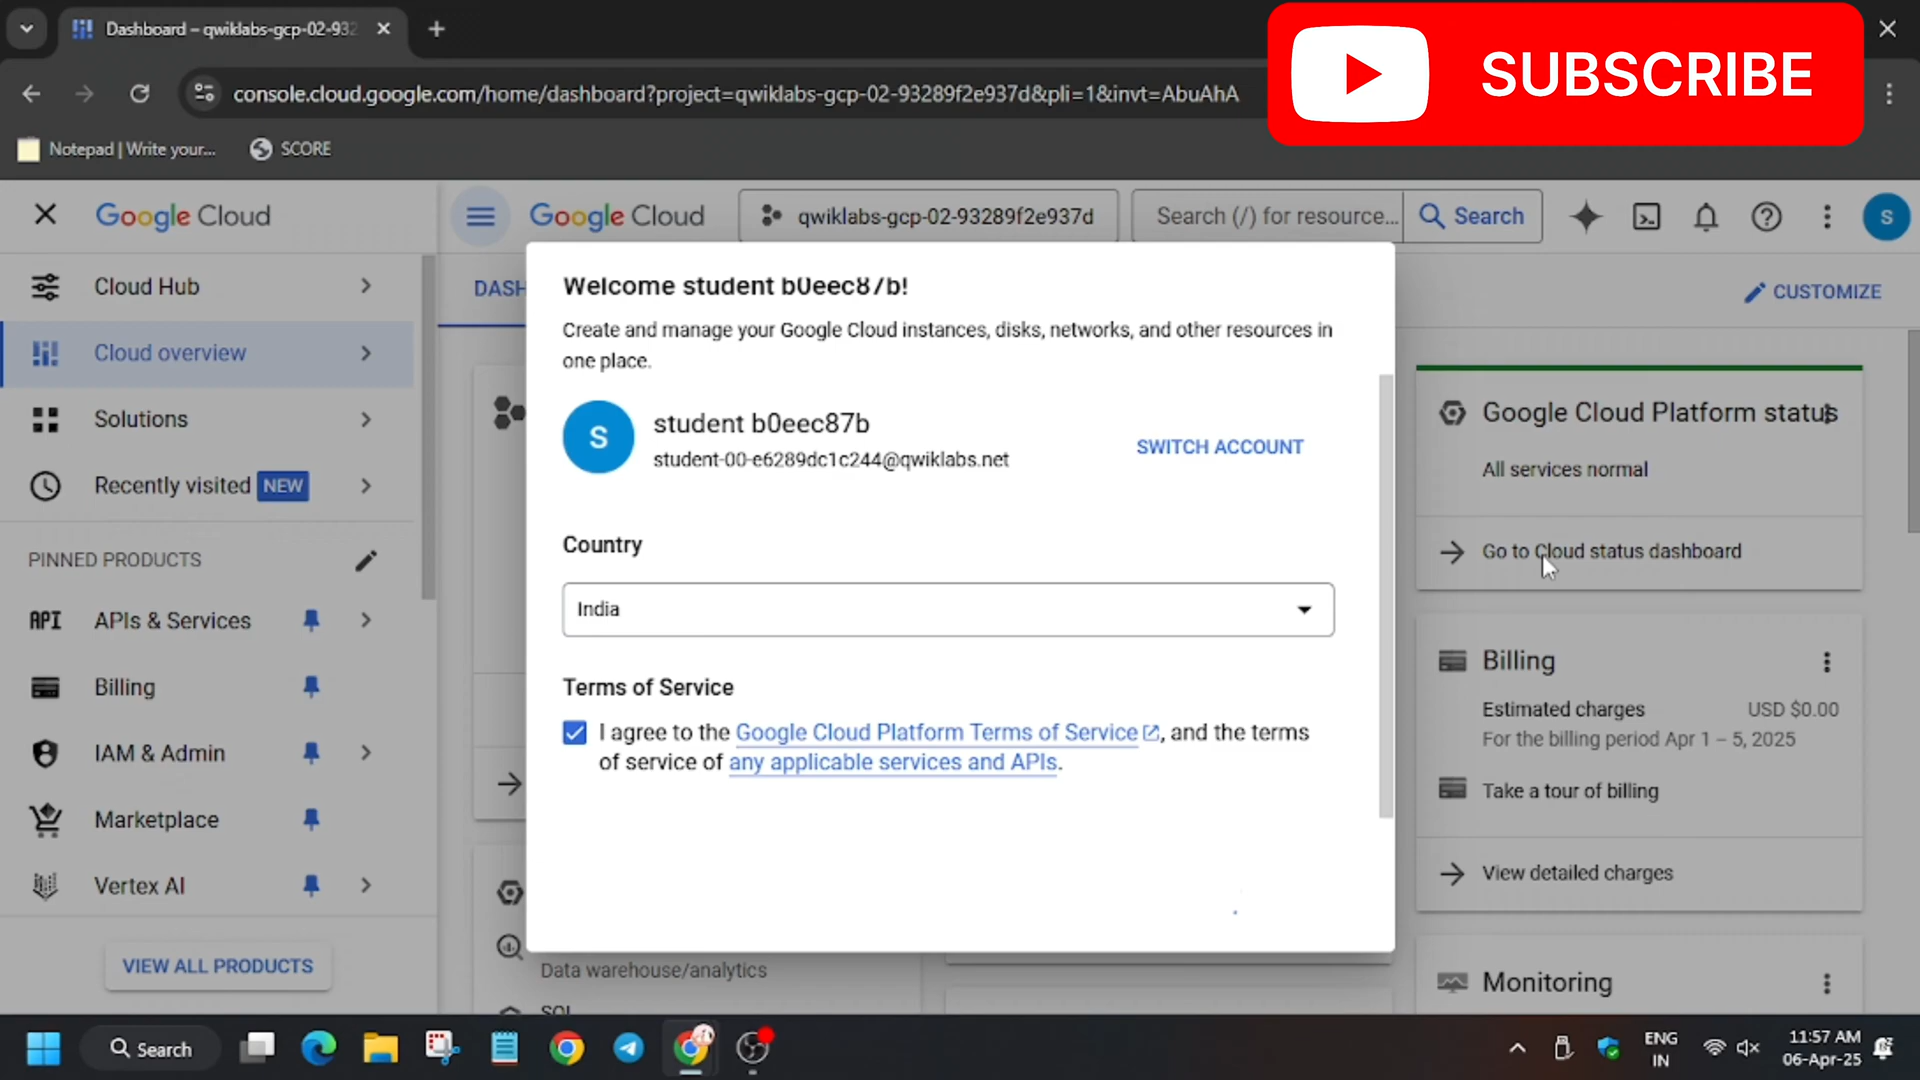 Dashboard – qwiklabs-gcp-02-932
console.cloud.google.com/home/dashboard?project=qwiklabs-gcp-02-93289f2e937d&pli=1&invt=AbuAhA
SUBSCRIBE
Notepad | Write your...
SCORE
Google Cloud
Google Cloud
qwiklabs-gcp-02-93289f2e937d
Search (/) for resource...
Search
S
Cloud Hub
Cloud overview
Solutions
Recently visited NEW
PINNED PRODUCTS
API APIs & Services
Billing
IAM & Admin
Marketplace
Vertex AI
VIEW ALL PRODUCTS
DASH
CUSTOMIZE
Welcome student b0eec87b!
Create and manage your Google Cloud instances, disks, networks, and other resources in
one place.
S
student b0eec87b
student-00-e6289dc1c244@qwiklabs.net
SWITCH ACCOUNT
Country
India
Terms of Service
I agree to the Google Cloud Platform Terms of Service, and the terms
of service of any applicable services and APIs.
Data warehouse/analytics
SQL
Google Cloud Platform status
All services normal
Go to Cloud status dashboard
Billing
Estimated charges USD $0.00
For the billing period Apr 1 – 5, 2025
Take a tour of billing
View detailed charges
Monitoring
Search
ENG
IN
11:57 AM
06-Apr-25